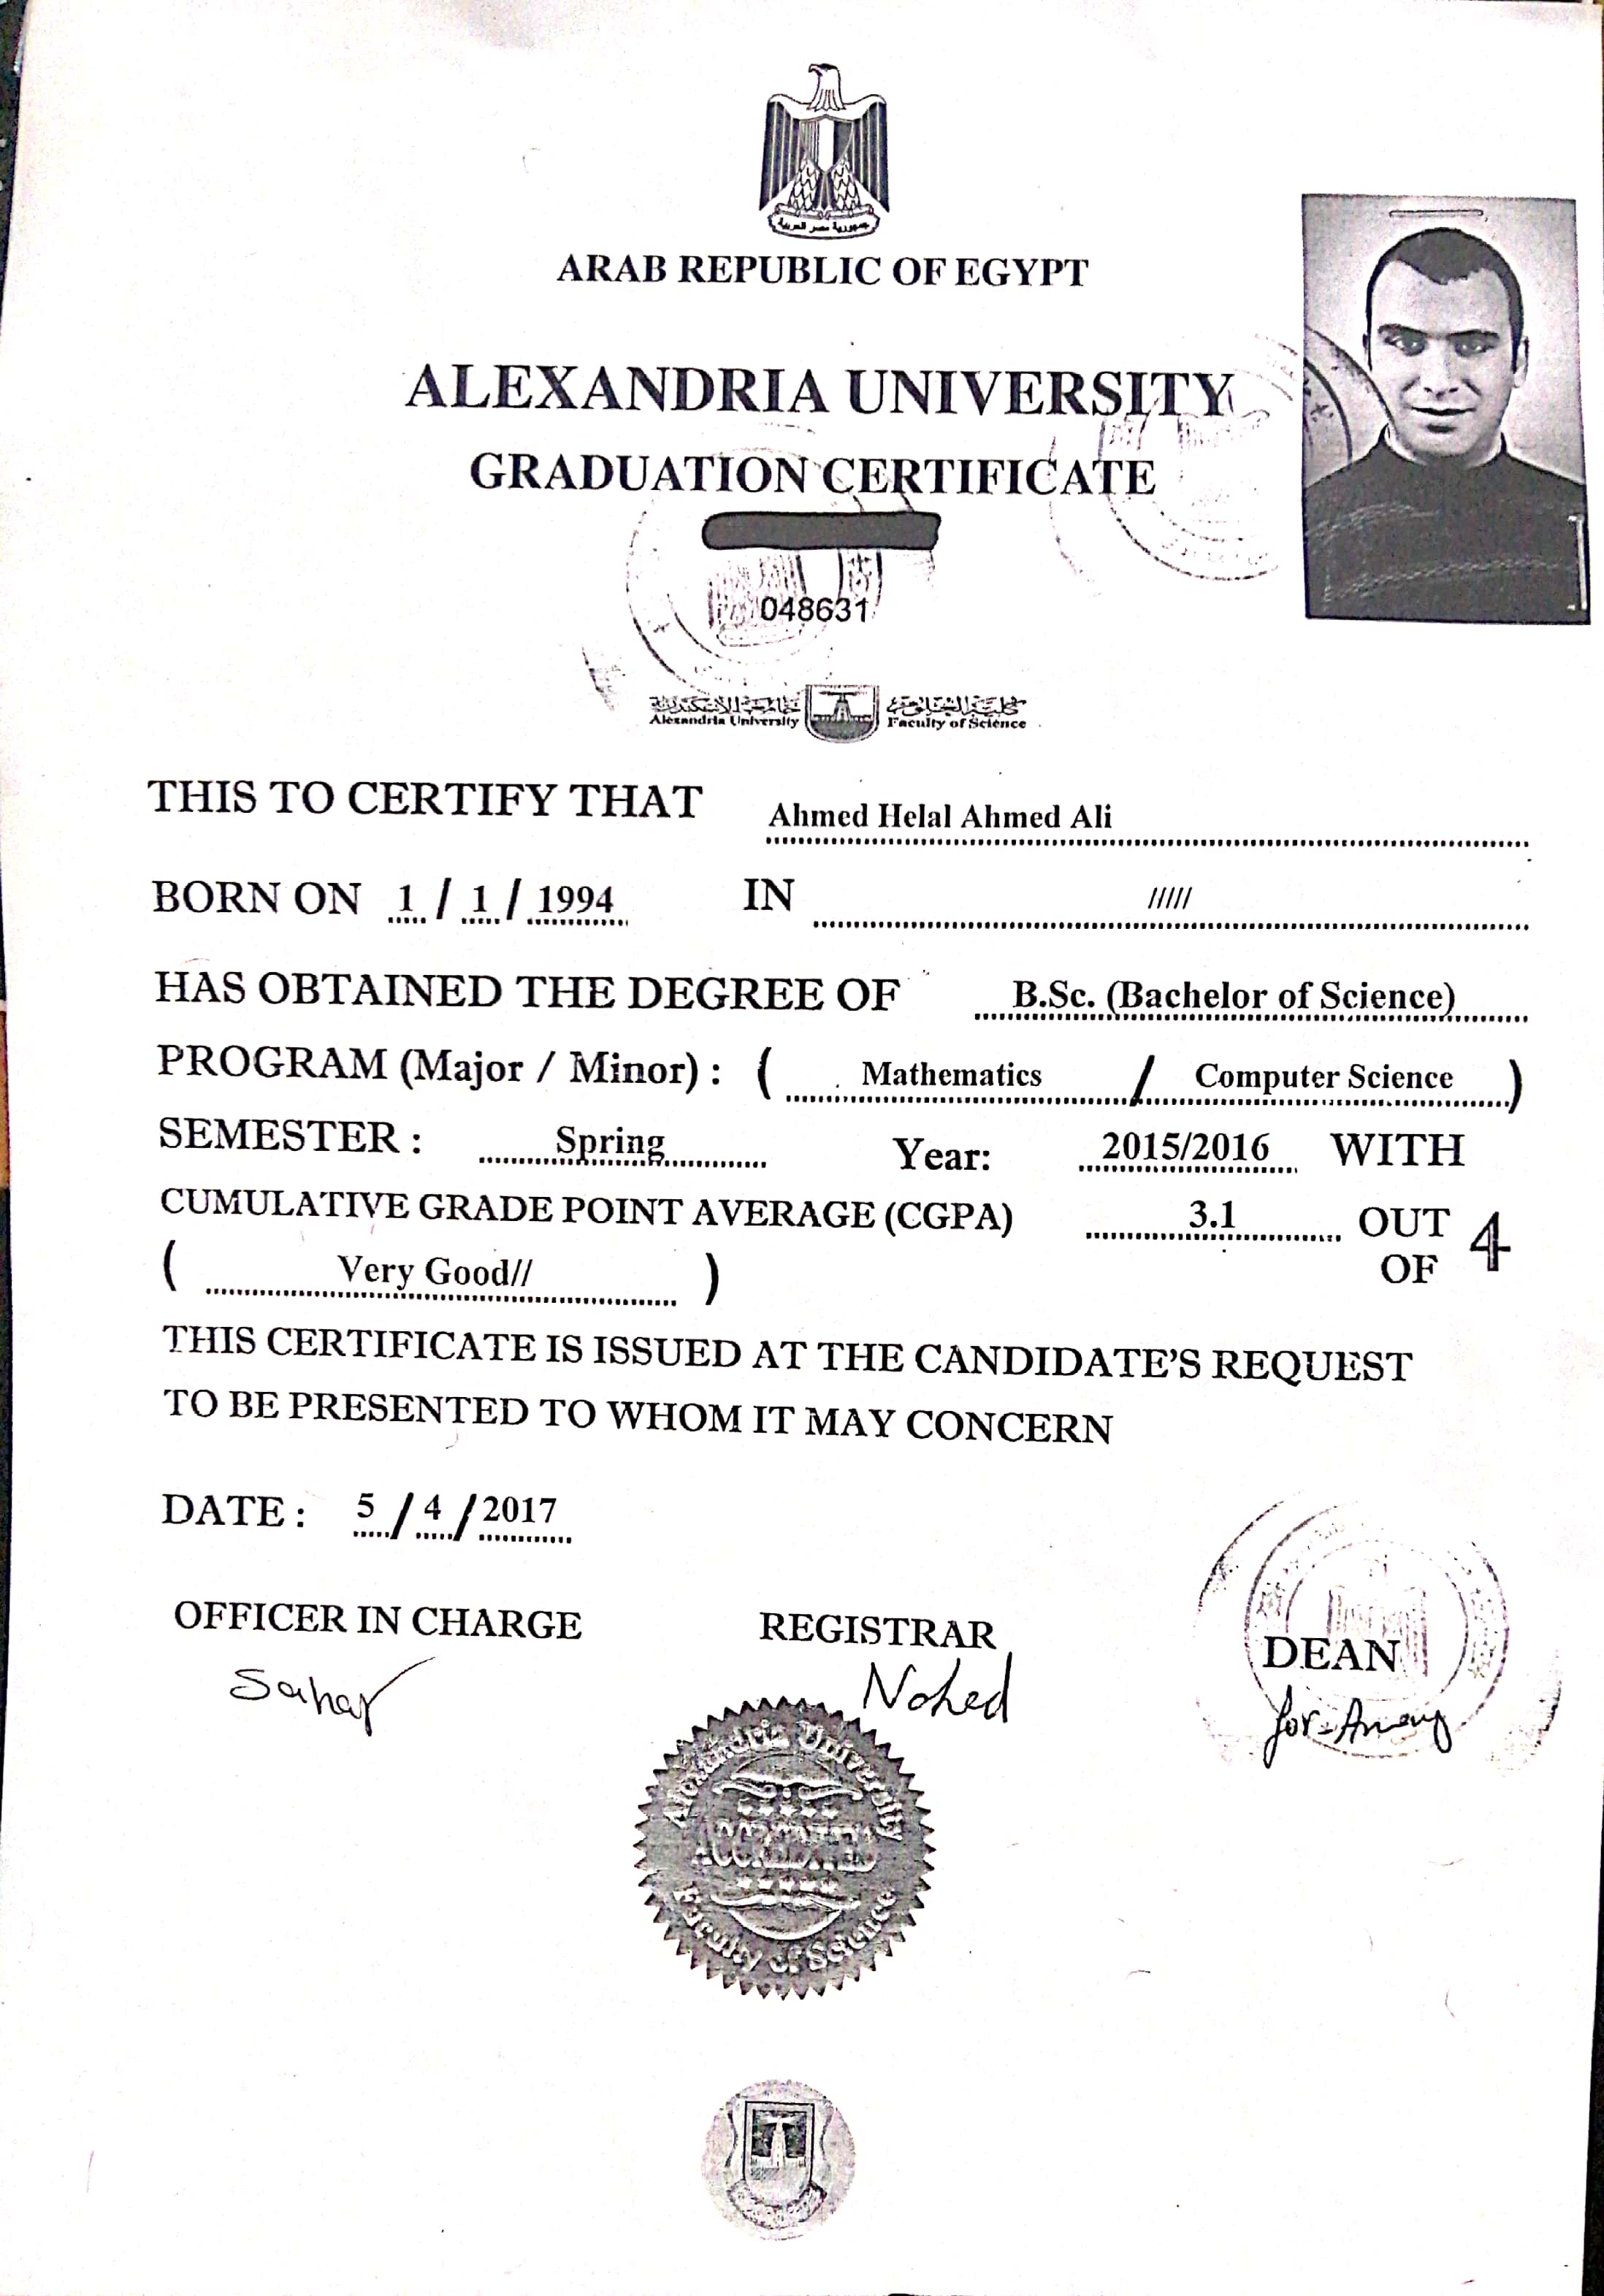 جمهورية مصر العربية
ARAB REPUBLIC OF EGYPT
ALEXANDRIA UNIVERSITY
GRADUATION CERTIFICATE
048631
جامعة الإسكندرية كلية العلوم
Alexandria University Faculty of Science
THIS TO CERTIFY THAT Ahmed Helal Ahmed Ali
BORN ON 1 / 1 / 1994 IN /////
HAS OBTAINED THE DEGREE OF B.Sc. (Bachelor of Science)
PROGRAM (Major / Minor) : ( Mathematics / Computer Science )
SEMESTER : Spring Year: 2015/2016 WITH
CUMULATIVE GRADE POINT AVERAGE (CGPA) 3.1 OUT OF 4
( Very Good// )
THIS CERTIFICATE IS ISSUED AT THE CANDIDATE'S REQUEST
TO BE PRESENTED TO WHOM IT MAY CONCERN
DATE : 5 / 4 / 2017
OFFICER IN CHARGE REGISTRAR DEAN
Sahar Nohed
Alexandria University
ACCREDITED
Faculty of Science